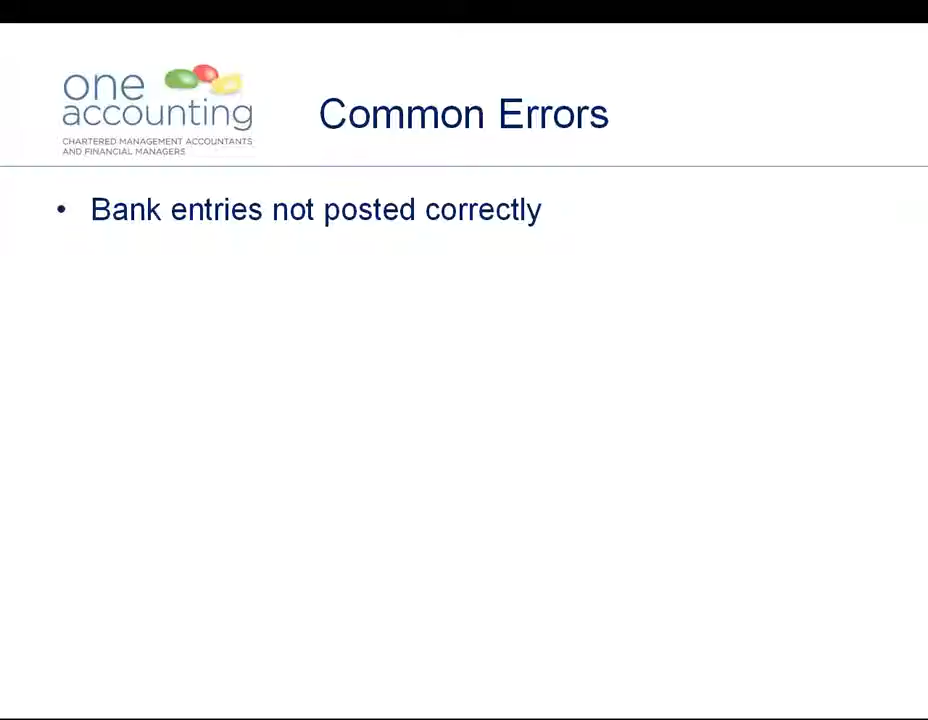 one
accounting
CHARTERED MANAGEMENT ACCOUNTANTS
AND FINANCIAL MANAGERS
Common Errors
• Bank entries not posted correctly